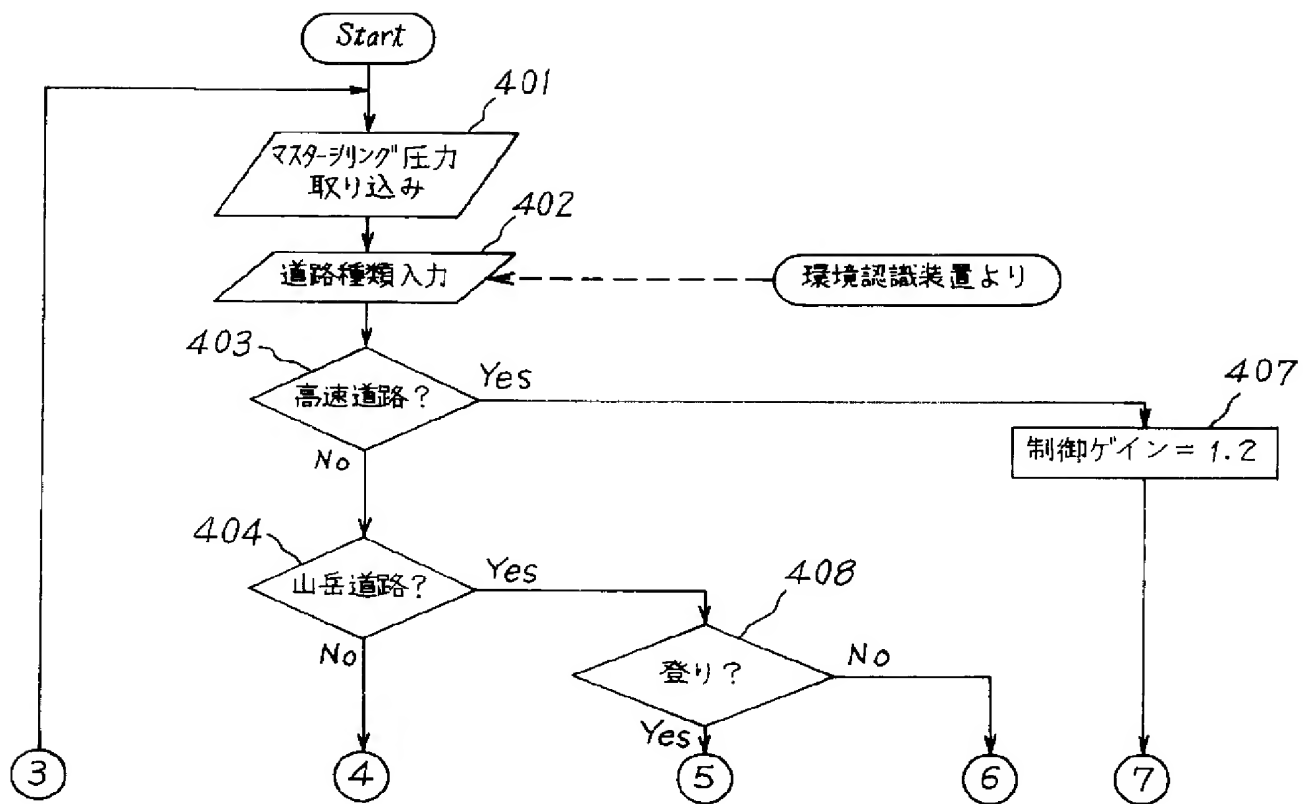 Start
401
マスターシリング圧力
取り込み
402
道路種類入力
環境認識装置より
403
高速道路?
Yes
407
No
制御ゲイン=1.2
404
山岳道路?
Yes
408
No
登り?
No
Yes
3
4
5
6
7